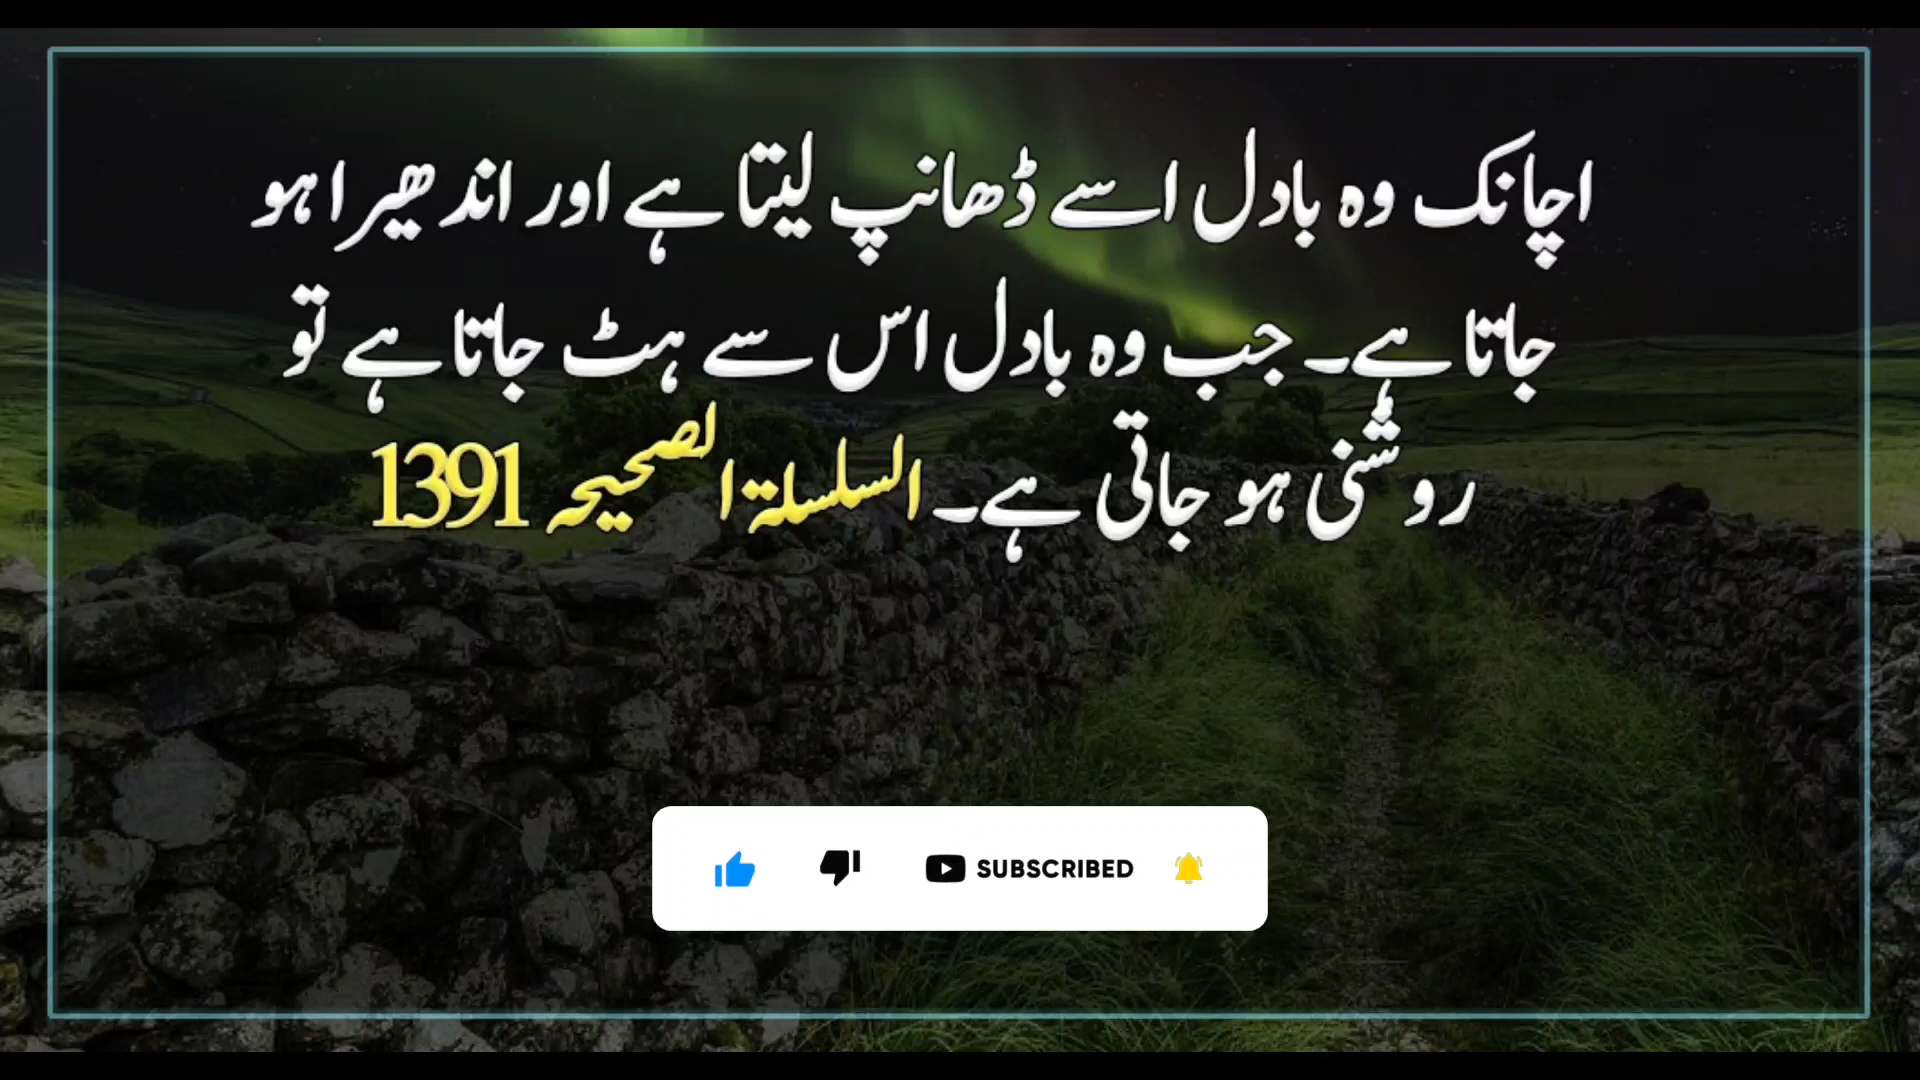 اچانک وہ بادل اسے ڈھانپ لیتا ہے اور اندھیرا ہو
جاتا ہے۔ جب وہ بادل اس سے ہٹ جاتا ہے تو
روشنی ہو جاتی ہے۔ السلسلۃ الصحیحہ 1391
SUBSCRIBED